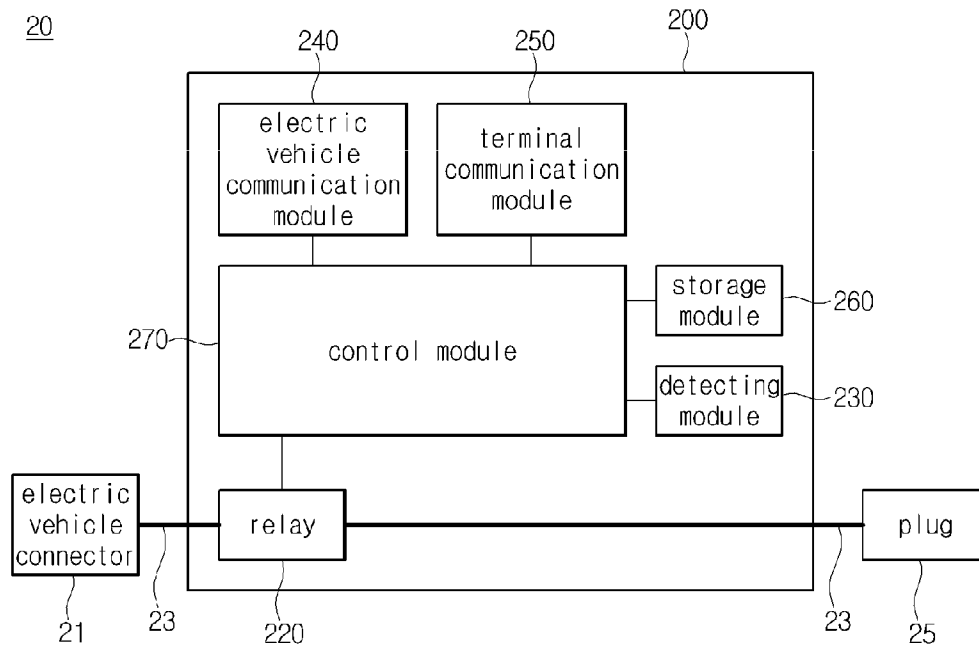 20
240
250
200
electric
vehicle
communication
module
terminal
communication
module
storage
module
260
270
control module
detecting
module
230
electric
vehicle
connector
relay
plug
21
23
220
23
25